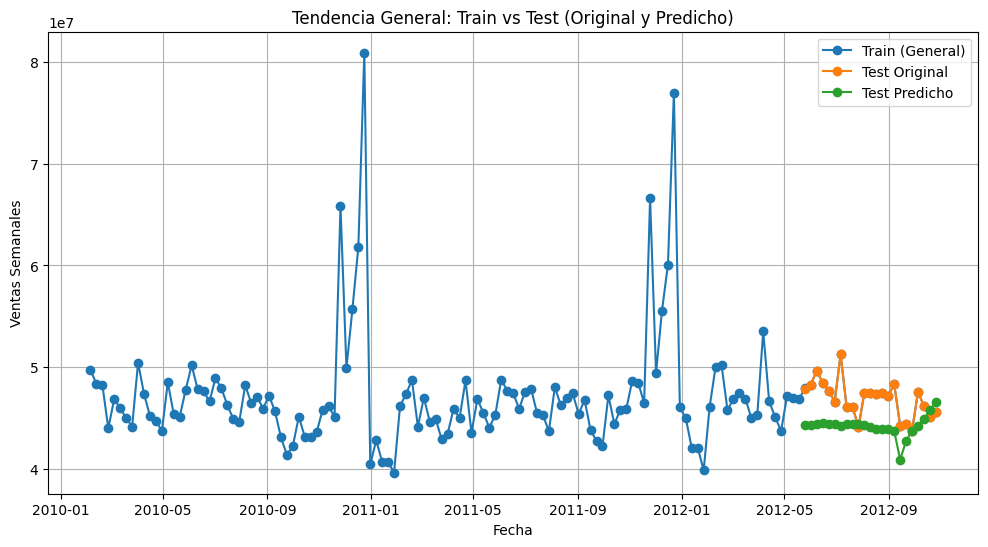 Tendencia General: Train vs Test (Original y Predicho)
1e7
Train (General)
Test Original
Test Predicho
8
7
6
5
4
Ventas Semanales
2010-01
2010-05
2010-09
2011-01
2011-05
2011-09
2012-01
2012-05
2012-09
Fecha